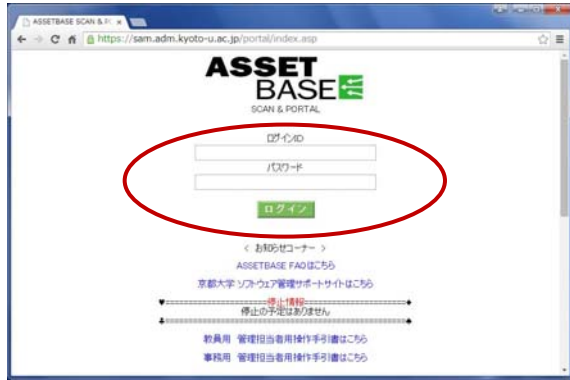 ASSETBASE SCAN & P
https://sam.adm.kyoto-u.ac.jp/portal/index.asp
ASSET
BASE
SCAN & PORTAL
ログインID
パスワード
ログイン
< お知らせコーナー >
ASSETBASE FAQはこちら
京都大学 ソフトウェア管理サポートサイトはこちら
♥==========停止情報==========♦
停止の予定はありません
♣==============================♠
教員用 管理担当者用操作手引書はこちら
事務用 管理担当者用操作手引書はこちら